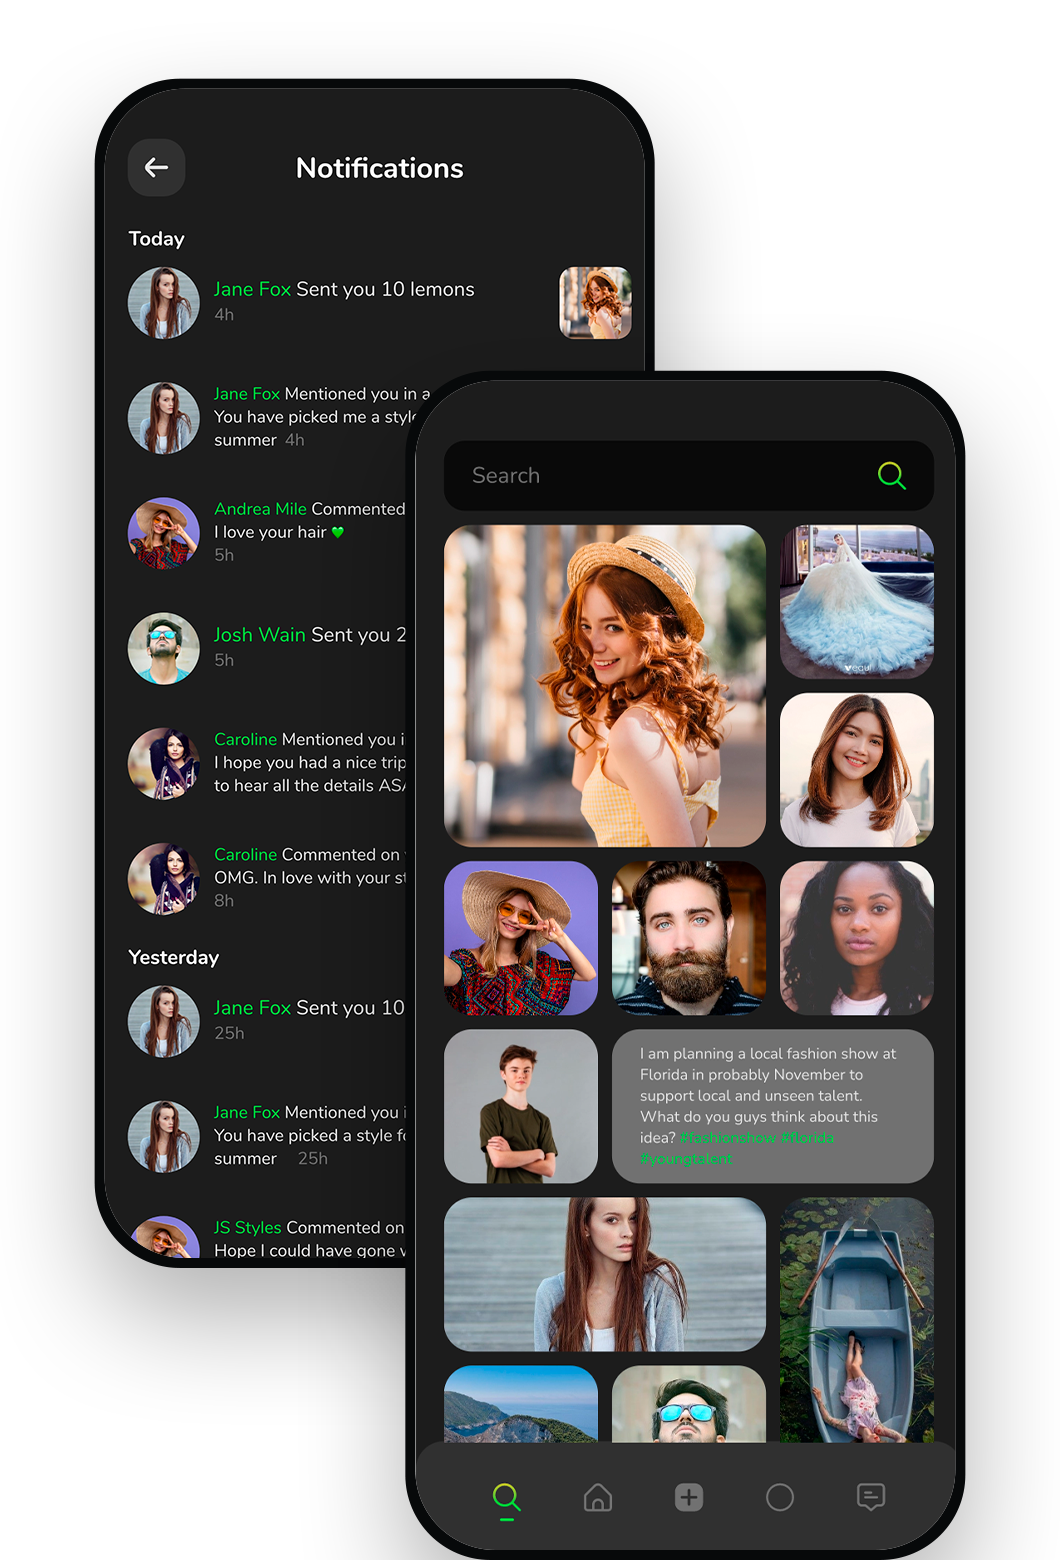 Notifications
Today
Jane Fox Sent you 10 lemons
4h
Jane Fox Mentioned you in a
You have picked me a style
summer 4h
Andrea Mile Commented
I love your hair 💚
5h
Josh Wain Sent you 2
5h
Caroline Mentioned you i
I hope you had a nice trip
to hear all the details ASA
Caroline Commented on
OMG. In love with your st
8h
Yesterday
Jane Fox Sent you 10
25h
Jane Fox Mentioned you i
You have picked a style fo
summer 25h
JS Styles Commented on
Hope I could have gone
Search
I am planning a local fashion show at
Florida in probably November to
support local and unseen talent.
What do you guys think about this
idea? #fashionshow #florida
#youngtalent